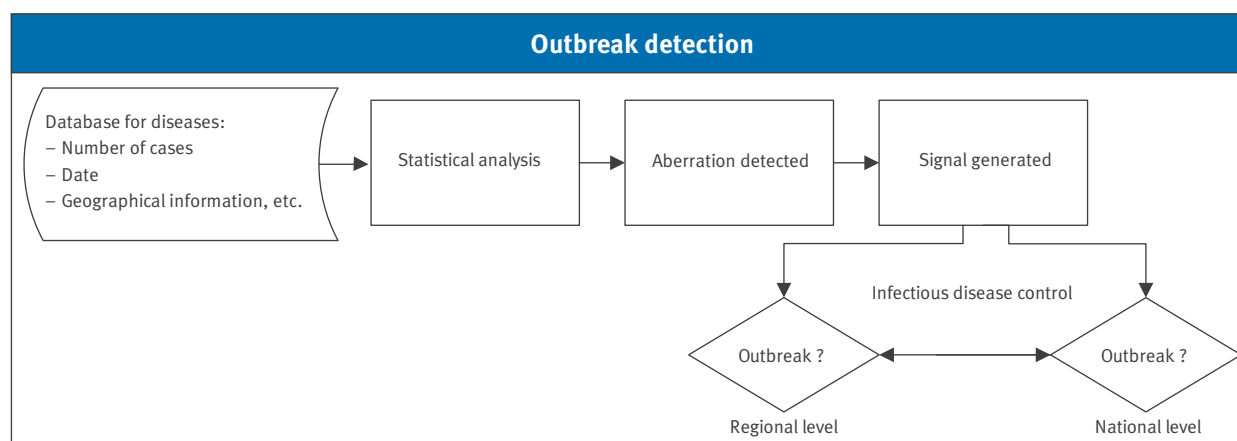 Outbreak detection
Database for diseases:
– Number of cases
– Date
– Geographical information, etc.
Statistical analysis
Aberration detected
Signal generated
Infectious disease control
Outbreak ?
Outbreak ?
Regional level
National level